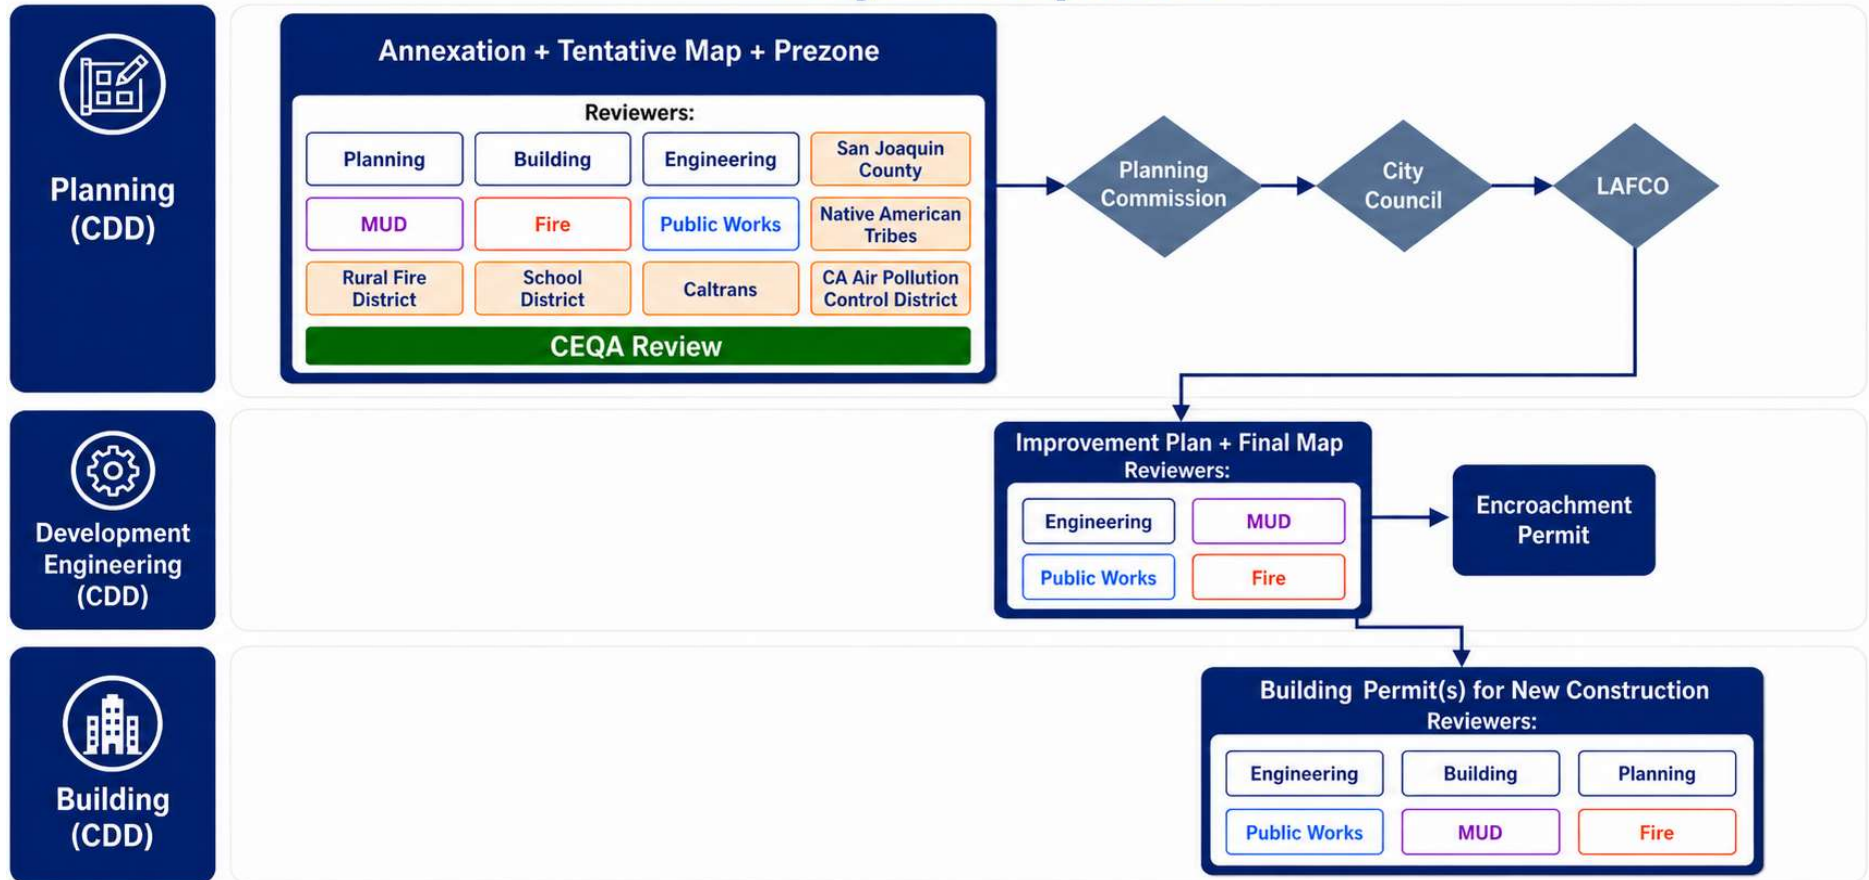 Planning
(CDD)
Annexation + Tentative Map + Prezone
Reviewers:
Planning
Building
Engineering
San Joaquin
County
MUD
Fire
Public Works
Native American
Tribes
Rural Fire
District
School
District
Caltrans
CA Air Pollution
Control District
CEQA Review
Planning
Commission
City
Council
LAFCO
Development
Engineering
(CDD)
Improvement Plan + Final Map
Reviewers:
Engineering
MUD
Public Works
Fire
Encroachment
Permit
Building
(CDD)
Building Permit(s) for New Construction
Reviewers:
Engineering
Building
Planning
Public Works
MUD
Fire